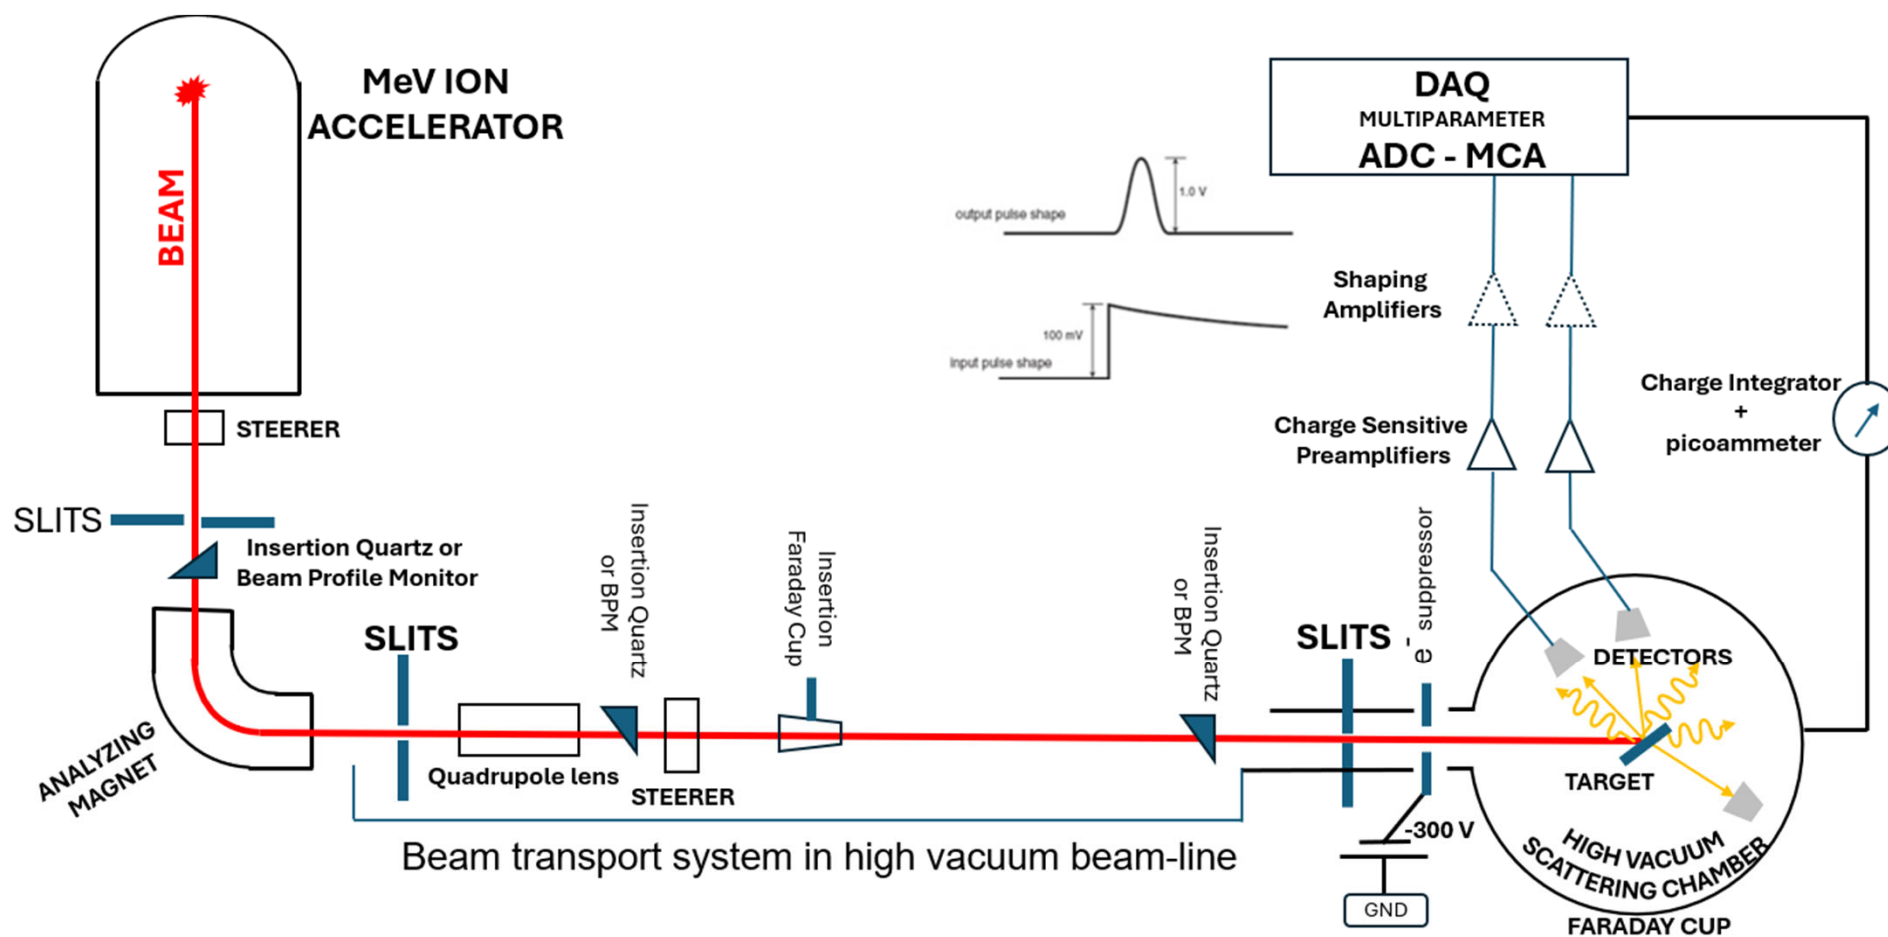 MeV ION
ACCELERATOR
BEAM
STEERER
SLITS
Insertion Quartz or
Beam Profile Monitor
ANALYZING
MAGNET
SLITS
Quadrupole lens
Insertion Quartz
or BPM
STEERER
Insertion
Faraday Cup
Insertion Quartz
or BPM
SLITS
e- suppressor
-300 V
GND
Beam transport system in high vacuum beam-line
output pulse shape
1.0 V
100 mV
input pulse shape
DAQ
MULTIPARAMETER
ADC - MCA
Shaping
Amplifiers
Charge Sensitive
Preamplifiers
Charge Integrator
+
picoammeter
DETECTORS
TARGET
HIGH VACUUM
SCATTERING CHAMBER
FARADAY CUP